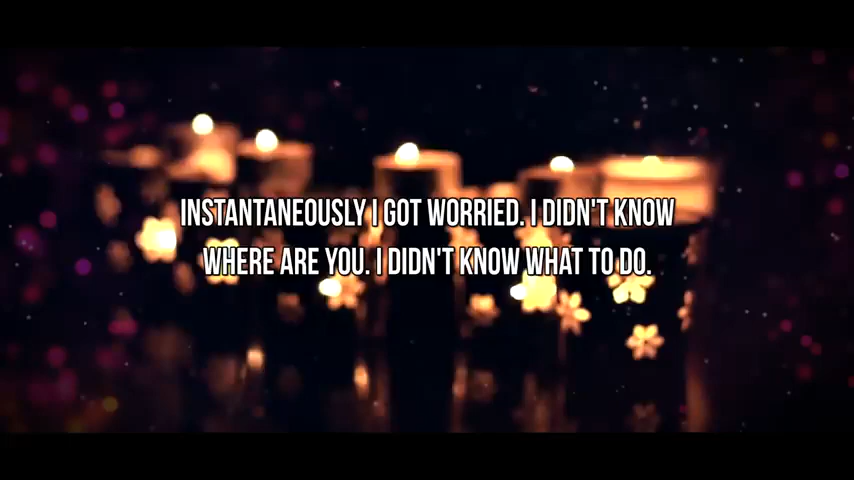 INSTANTANEOUSLY I GOT WORRIED. I DIDN'T KNOW
WHERE ARE YOU. I DIDN'T KNOW WHAT TO DO.